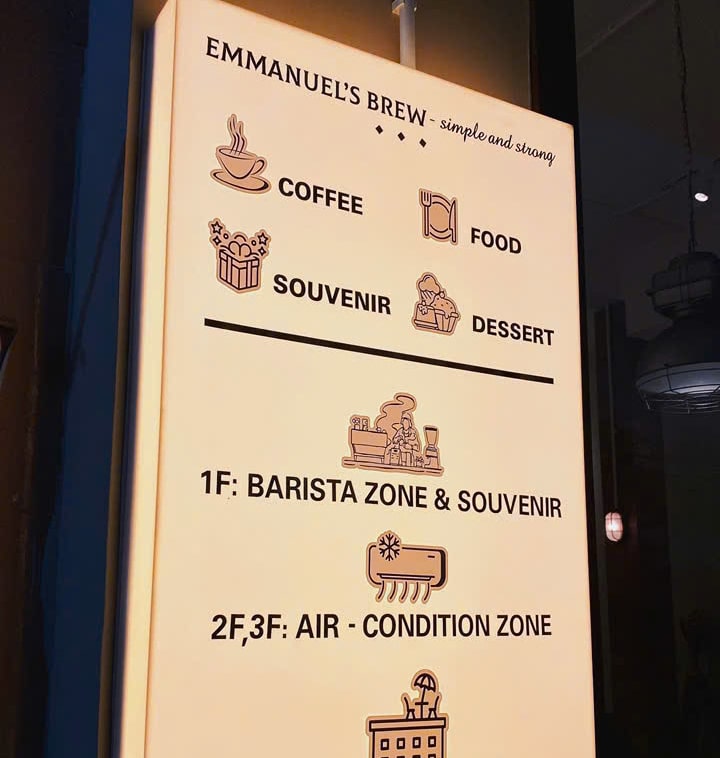 EMMANUEL'S BREW - simple and strong
COFFEE
FOOD
SOUVENIR
DESSERT
1F: BARISTA ZONE & SOUVENIR
2F,3F: AIR - CONDITION ZONE